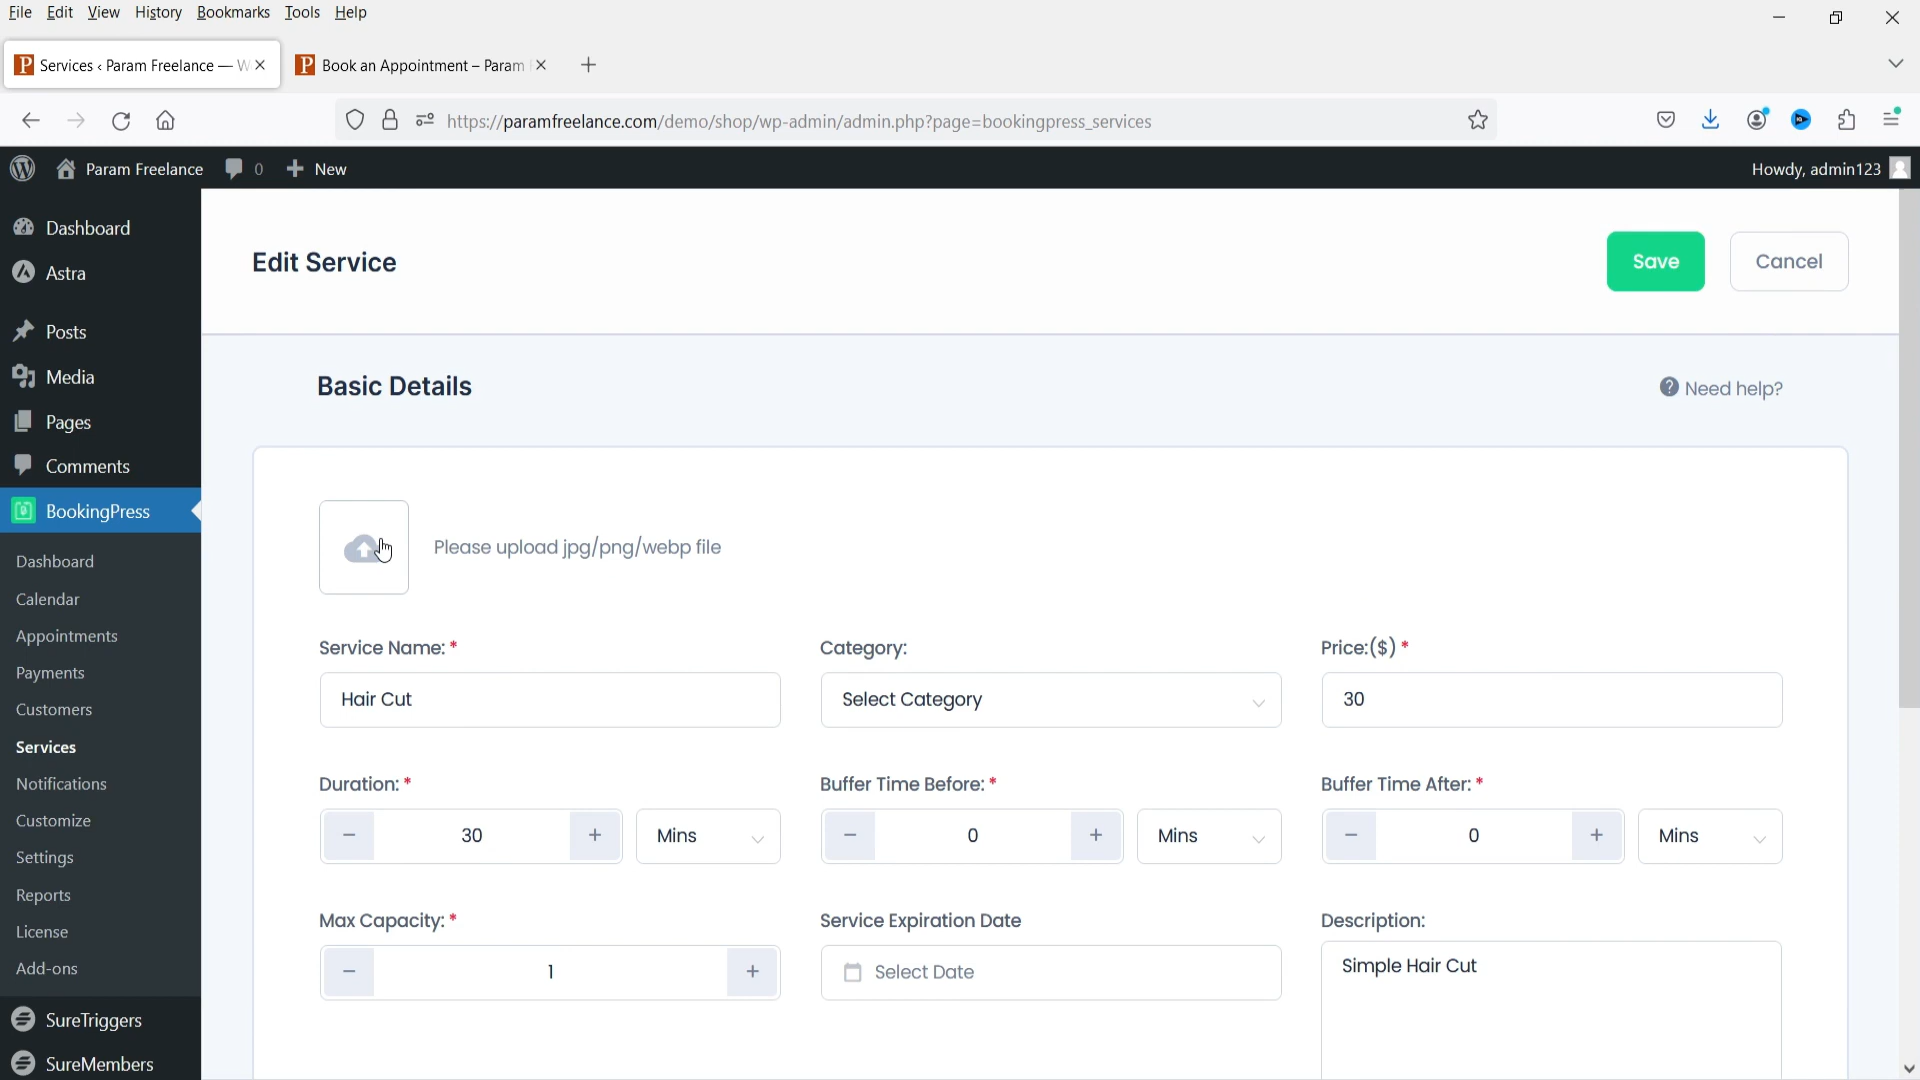 File Edit View History Bookmarks Tools Help
Services ‹ Param Freelance — W
Book an Appointment – Param
https://paramfreelance.com/demo/shop/wp-admin/admin.php?page=bookingpress_services
Param Freelance 0 New Howdy, admin123
Dashboard
Astra
Posts
Media
Pages
Comments
BookingPress
Dashboard
Calendar
Appointments
Payments
Customers
Services
Notifications
Customize
Settings
Reports
License
Add-ons
SureTriggers
SureMembers
Edit Service
Save
Cancel
Basic Details
Need help?
Please upload jpg/png/webp file
Service Name: * Category: Price:($) *
Hair Cut Select Category 30
Duration: * Buffer Time Before: * Buffer Time After: *
− 30 + Mins − 0 + Mins − 0 + Mins
Max Capacity: * Service Expiration Date Description:
− 1 + Select Date Simple Hair Cut